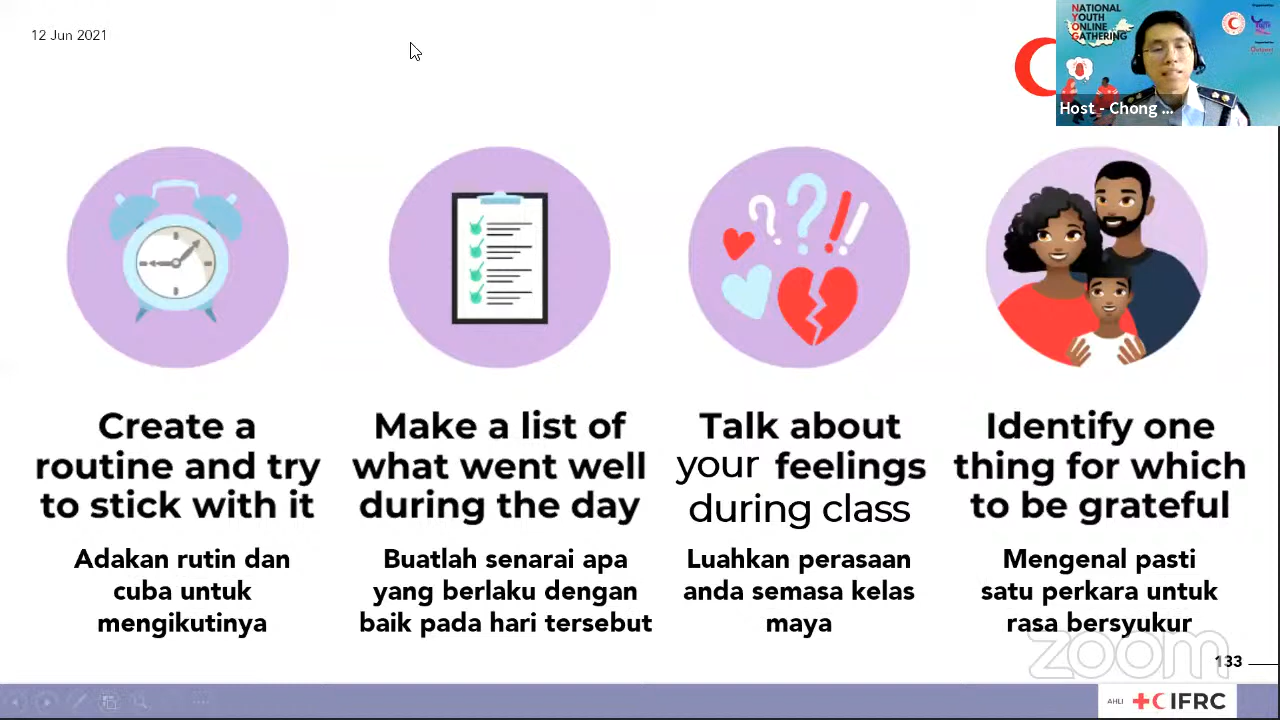 12 Jun 2021
NATIONAL
YOUTH
ONLINE
GATHERING
Host - Chong ...
Create a
routine and try
to stick with it
Adakan rutin dan
cuba untuk
mengikutinya
Make a list of
what went well
during the day
Buatlah senarai apa
yang berlaku dengan
baik pada hari tersebut
Talk about
your feelings
during class
Luahkan perasaan
anda semasa kelas
maya
Identify one
thing for which
to be grateful
Mengenal pasti
satu perkara untuk
rasa bersyukur
zoom
133
AHLI IFRC